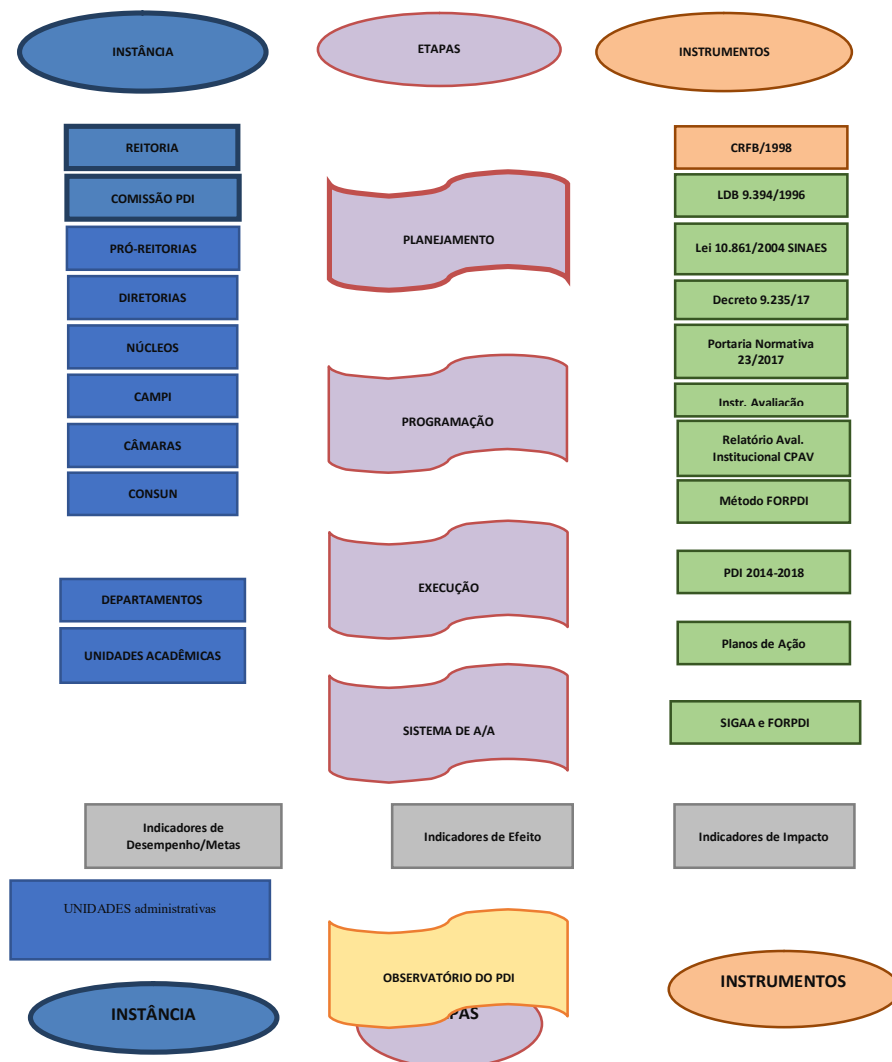 INSTÂNCIA
ETAPAS
INSTRUMENTOS
REITORIA
COMISSÃO PDI
PRÓ-REITORIAS
DIRETORIAS
NÚCLEOS
CAMPI
CÂMARAS
CONSUN
DEPARTAMENTOS
UNIDADES ACADÊMICAS
PLANEJAMENTO
PROGRAMAÇÃO
EXECUÇÃO
SISTEMA DE A/A
CRFB/1998
LDB 9.394/1996
Lei 10.861/2004 SINAES
Decreto 9.235/17
Portaria Normativa
23/2017
Instr. Avaliação
Relatório Aval.
Institucional CPAV
Método FORPDI
PDI 2014-2018
Planos de Ação
SIGAA e FORPDI
Indicadores de
Desempenho/Metas
Indicadores de Efeito
Indicadores de Impacto
UNIDADES administrativas
OBSERVATÓRIO DO PDI
INSTÂNCIA
INSTRUMENTOS